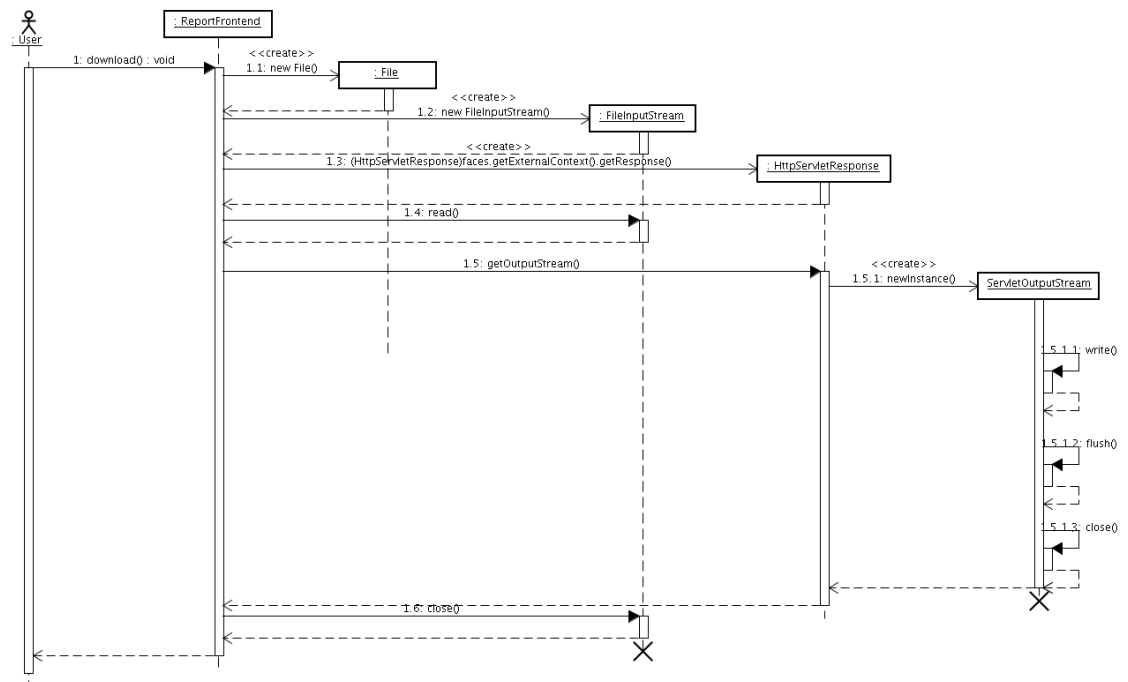 : ReportFrontend
: User
1: download() : void
<<create>>
1.1: new File()
: File
<<create>>
1.2: new FileInputStream()
: FileInputStream
<<create>>
1.3: (HttpServletResponse)faces.getExternalContext().getResponse()
: HttpServletResponse
1.4: read()
1.5: getOutputStream()
<<create>>
1.5.1: newInstance()
ServletOutputStream
1.5.1.1: write()
1.5.1.2: flush()
1.5.1.3: close()
1.6: close()